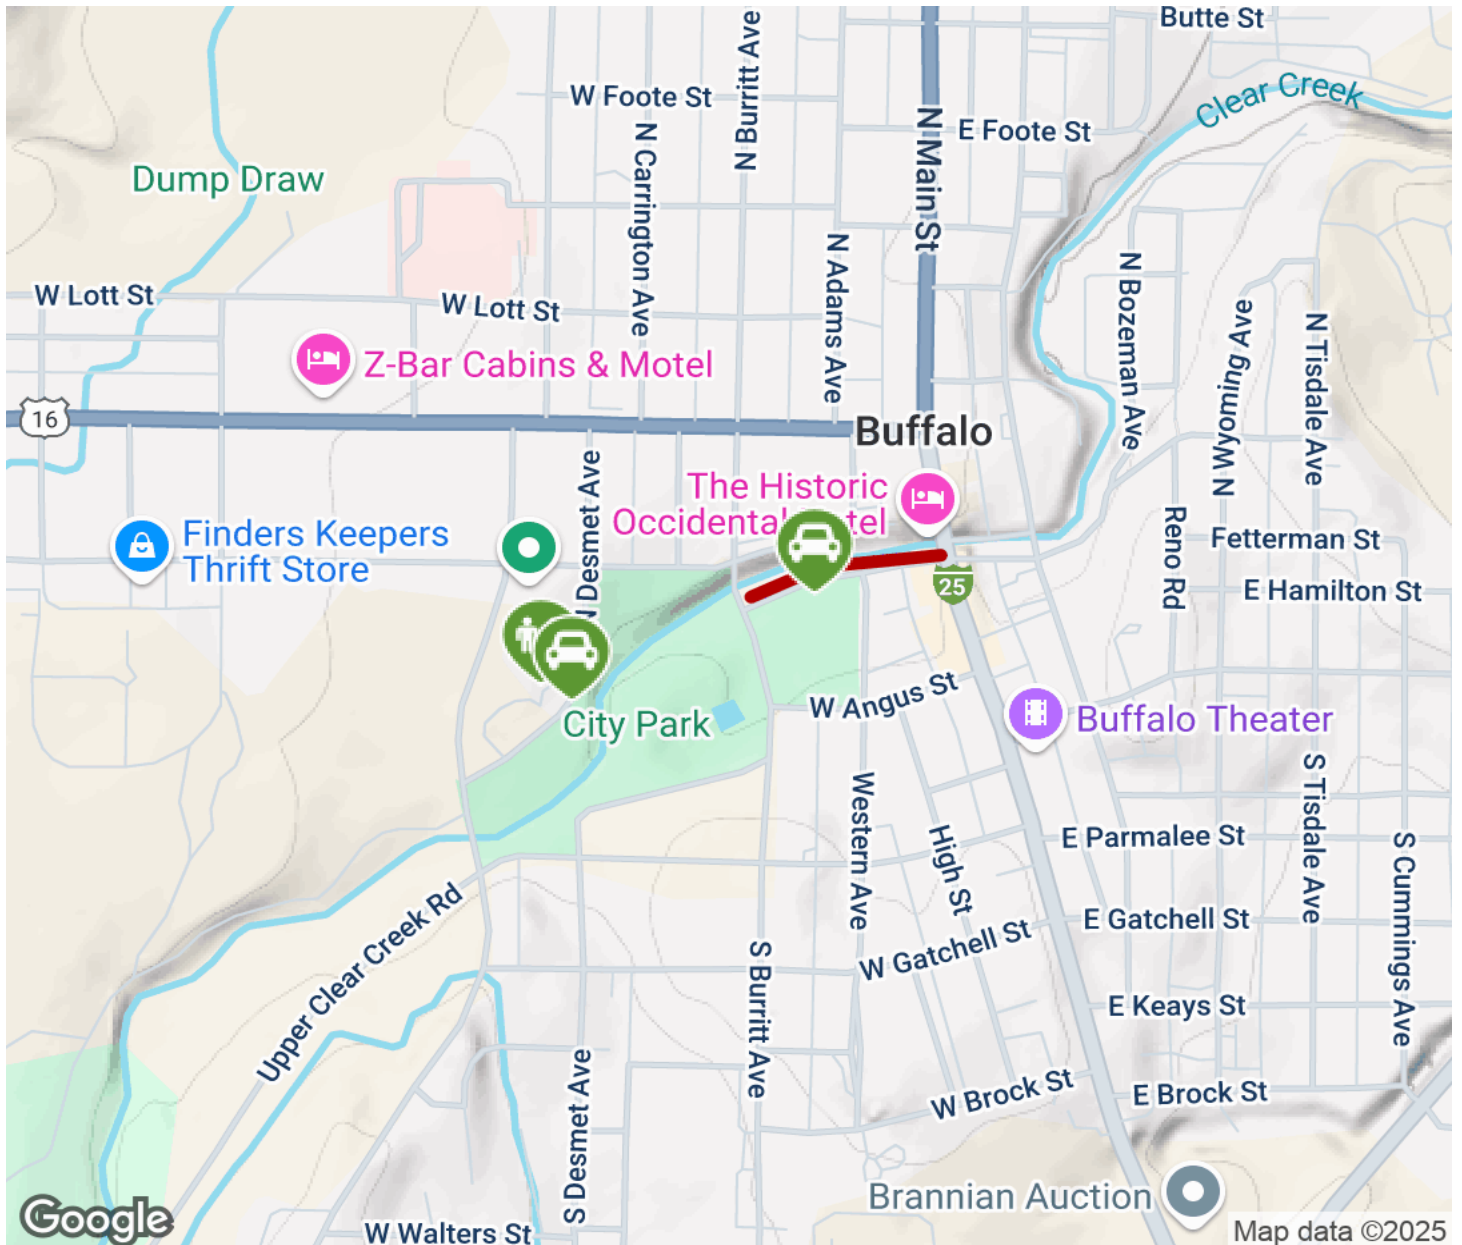 Butte St
N Burritt Ave
W Foote St
Clear Creek
N Main St
E Foote St
N Carrington Ave
Dump Draw
N Adams Ave
N Bozeman Ave
W Lott St
W Lott St
N Wyoming Ave
N Tisdale Ave
Z-Bar Cabins & Motel
16
Buffalo
N Desmet Ave
The Historic
Occidental
Finders Keepers
Thrift Store
Reno Rd
Fetterman St
25
E Hamilton St
City Park
W Angus St
Buffalo Theater
S Tisdale Ave
Western Ave
High St
E Parmalee St
S Cummings Ave
Upper Clear Creek Rd
E Gatchell St
W Gatchell St
S Burritt Ave
E Keays St
S Desmet Ave
W Brock St
E Brock St
Brannian Auction
Google
W Walters St
Map data ©2025